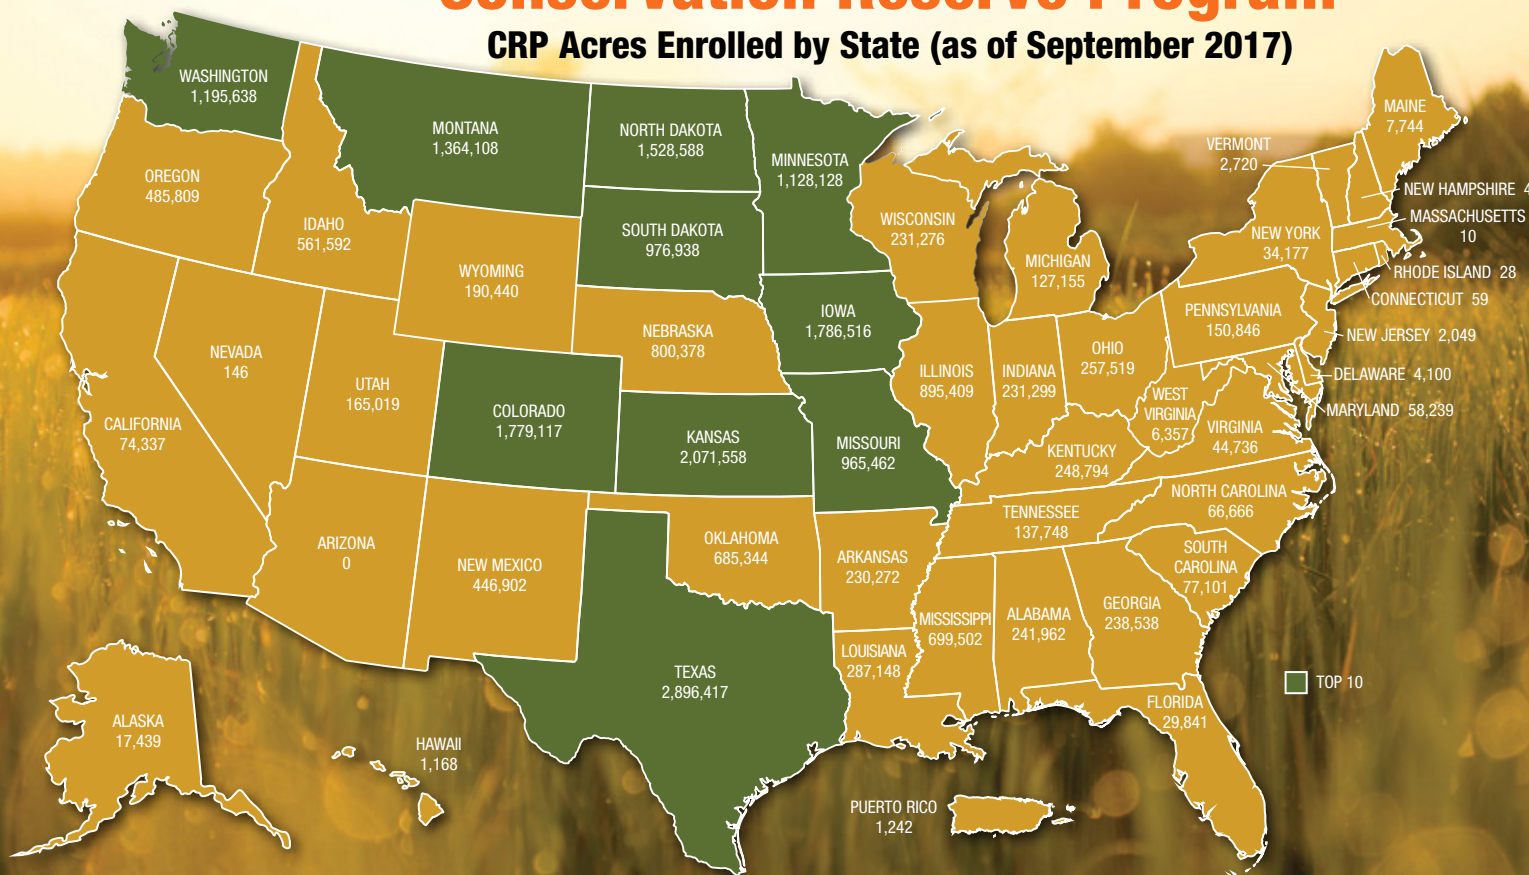 Conservation Reserve Program
CRP Acres Enrolled by State (as of September 2017)
WASHINGTON
1,195,638
OREGON
485,809
IDAHO
561,592
MONTANA
1,364,108
NORTH DAKOTA
1,528,588
MINNESOTA
1,128,128
SOUTH DAKOTA
976,938
WYOMING
190,440
WISCONSIN
231,276
MICHIGAN
127,155
VERMONT
2,720
MAINE
7,744
NEW HAMPSHIRE
MASSACHUSETTS
10
NEW YORK
34,177
RHODE ISLAND 28
CONNECTICUT 59
PENNSYLVANIA
150,846
NEW JERSEY 2,049
DELAWARE 4,100
MARYLAND 58,239
NEVADA
146
UTAH
165,019
CALIFORNIA
74,337
COLORADO
1,779,117
NEBRASKA
800,378
IOWA
1,786,516
KANSAS
2,071,558
MISSOURI
965,462
ILLINOIS
895,409
INDIANA
231,299
OHIO
257,519
WEST
VIRGINIA
6,357
VIRGINIA
44,736
KENTUCKY
248,794
NORTH CAROLINA
66,666
TENNESSEE
137,748
SOUTH
CAROLINA
77,101
ARIZONA
0
NEW MEXICO
446,902
OKLAHOMA
685,344
ARKANSAS
230,272
MISSISSIPPI
699,502
ALABAMA
241,962
GEORGIA
238,538
LOUISIANA
287,148
TEXAS
2,896,417
FLORIDA
29,841
TOP 10
ALASKA
17,439
HAWAII
1,168
PUERTO RICO
1,242